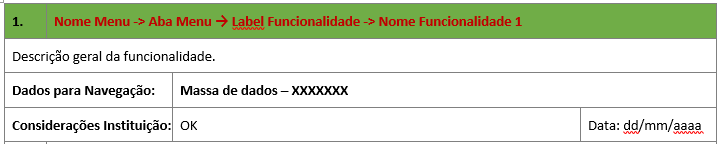 1. Nome Menu -> Aba Menu → Label Funcionalidade -> Nome Funcionalidade 1
Descrição geral da funcionalidade.
Dados para Navegação: Massa de dados – XXXXXXX
Considerações Instituição: OK Data: dd/mm/aaaa